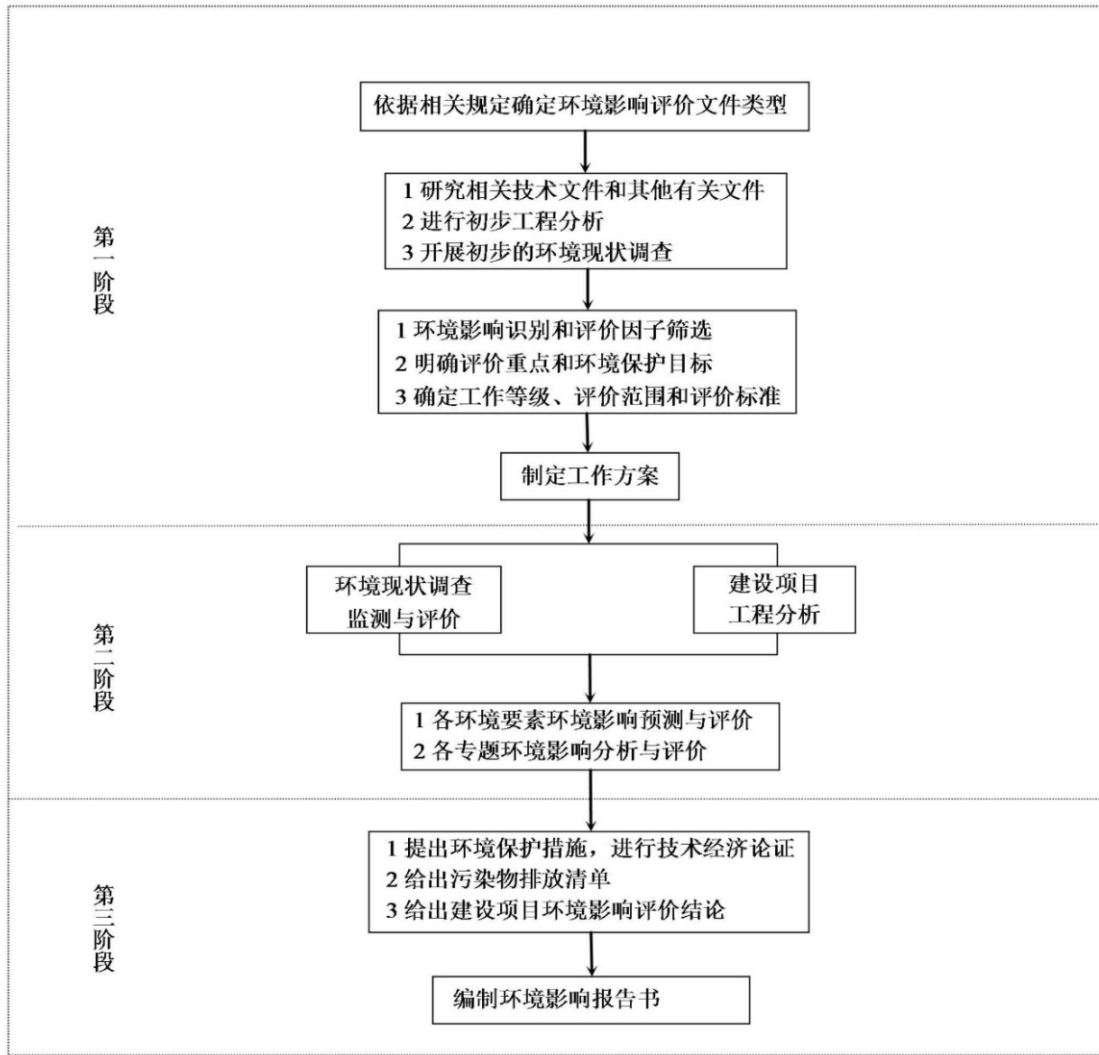 依据相关规定确定环境影响评价文件类型
1 研究相关技术文件和其他有关文件
2 进行初步工程分析
3 开展初步的环境现状调查
第一阶段
1 环境影响识别和评价因子筛选
2 明确评价重点和环境保护目标
3 确定工作等级、评价范围和评价标准
制定工作方案
第二阶段
环境现状调查
监测与评价
建设项目
工程分析
1 各环境要素环境影响预测与评价
2 各专题环境影响分析与评价
第三阶段
1 提出环境保护措施，进行技术经济论证
2 给出污染物排放清单
3 给出建设项目环境影响评价结论
编制环境影响报告书